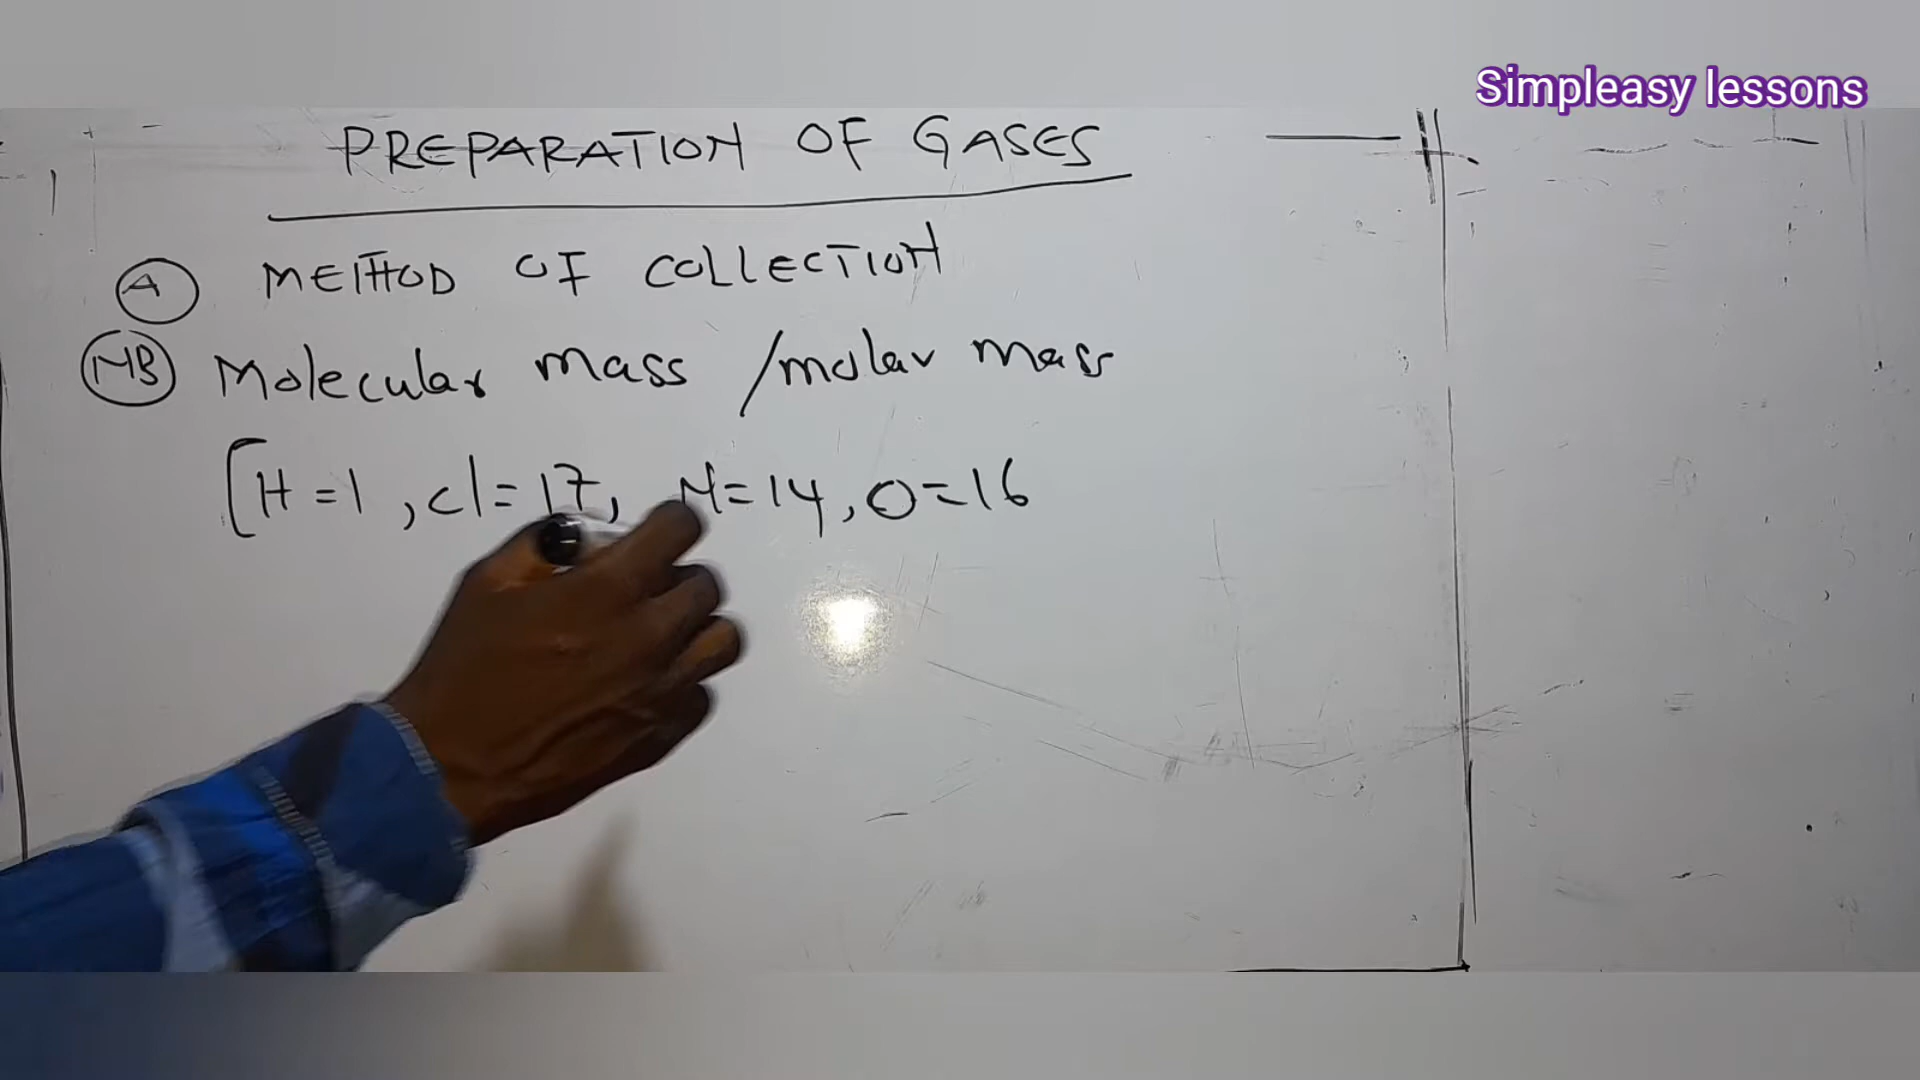 Simpleasy lessons
PREPARATION OF GASES
A METHOD OF COLLECTION
NB Molecular mass /molar mass
[H=1, Cl=17, N=14, O=16